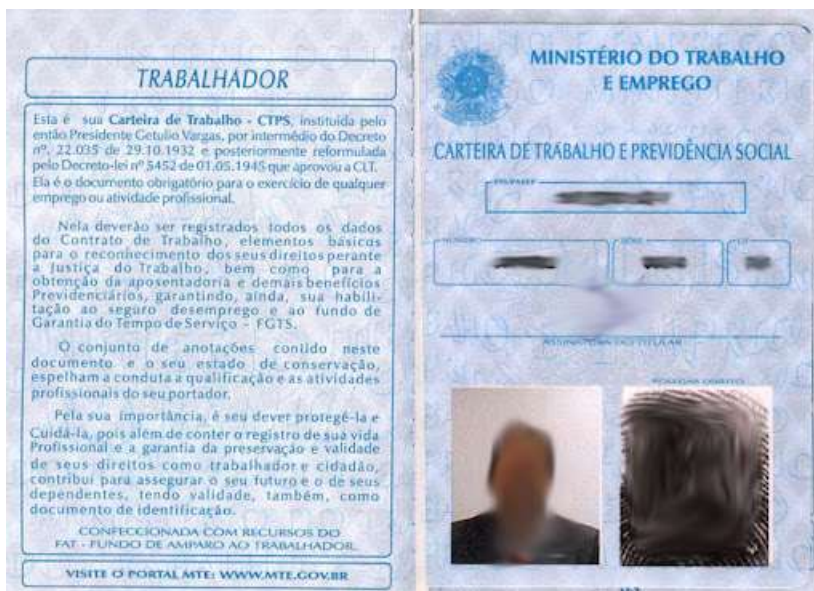 TRABALHADOR
Esta é sua Carteira de Trabalho - CTPS, instituida pelo
então Presidente Getulio Vargas, por intermédio do Decreto
nº. 22.035 de 29.10.1932 e posteriormente reformulada
pelo Decreto-lei nº 5452 de 01.05.1945 que aprovou a CLT.
Ela é o documento obrigatório para o exercício de qualquer
emprego ou atividade profissional.
Nela deverão ser registrados todos os dados
do Contrato de Trabalho, elementos básicos
para o reconhecimento dos seus direitos perante
a Justiça do Trabalho, bem como para a
obtenção da aposentadoria e demais benefícios
Previdenciários, garantindo, ainda, sua habili-
tação ao seguro desemprego e ao fundo de
Garantia do Tempo de Serviço - FGTS.
O conjunto de anotações contido neste
documento e o seu estado de conservação,
espelham a conduta a qualificação e as atividades
profissionais do seu portador.
Pela sua importância, é seu dever protegê-la e
Cuidá-la, pois além de conter o registro de sua vida
Profissional e a garantia da preservação e validade
de seus direitos como trabalhador e cidadão,
contribui para assegurar o seu futuro e o de seus
dependentes, tendo validade, também, como
documento de identificação.
CONFECCIONADA COM RECURSOS DO
FAT - FUNDO DE AMPARO AO TRABALHADOR.
VISITE O PORTAL MTE: WWW.MTE.GOV.BR
MINISTÉRIO DO TRABALHO
E EMPREGO
CARTEIRA DE TRABALHO E PREVIDÊNCIA SOCIAL
PIS/PASEP
NÚMERO SÉRIE UF
ASSINATURA DO TITULAR
POLEGAR DIREITO